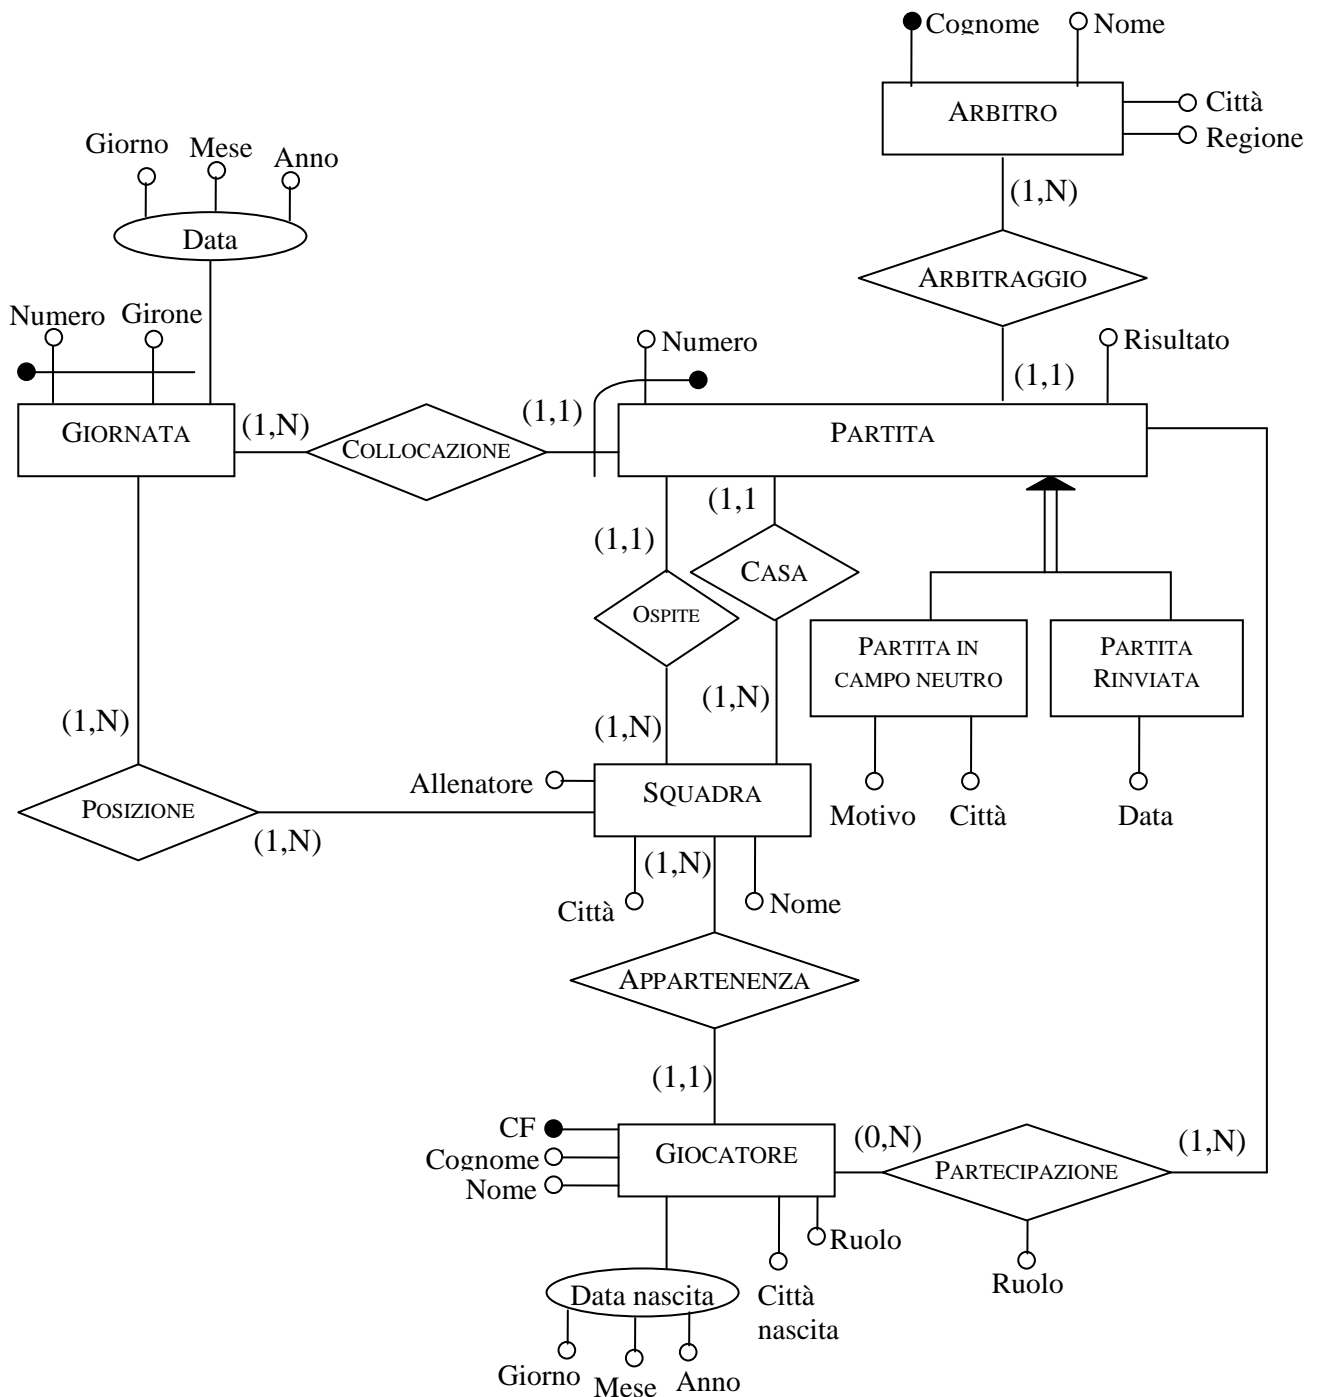 Cognome
Nome
ARBITRO
Città
Regione
(1,N)
ARBITRAGGIO
(1,1)
Giorno
Mese
Anno
Data
Numero
Girone
GIORNATA
(1,N)
COLLOCAZIONE
(1,1)
Numero
Risultato
PARTITA
(1,1)
OSPITE
(1,N)
(1,1
CASA
(1,N)
PARTITA IN
CAMPO NEUTRO
Motivo
Città
PARTITA
RINVIATA
Data
(1,N)
POSIZIONE
(1,N)
Allenatore
SQUADRA
Città
(1,N)
Nome
APPARTENENZA
(1,1)
CF
Cognome
Nome
GIOCATORE
(0,N)
PARTECIPAZIONE
(1,N)
Ruolo
Ruolo
Città
nascita
Data nascita
Giorno
Mese
Anno